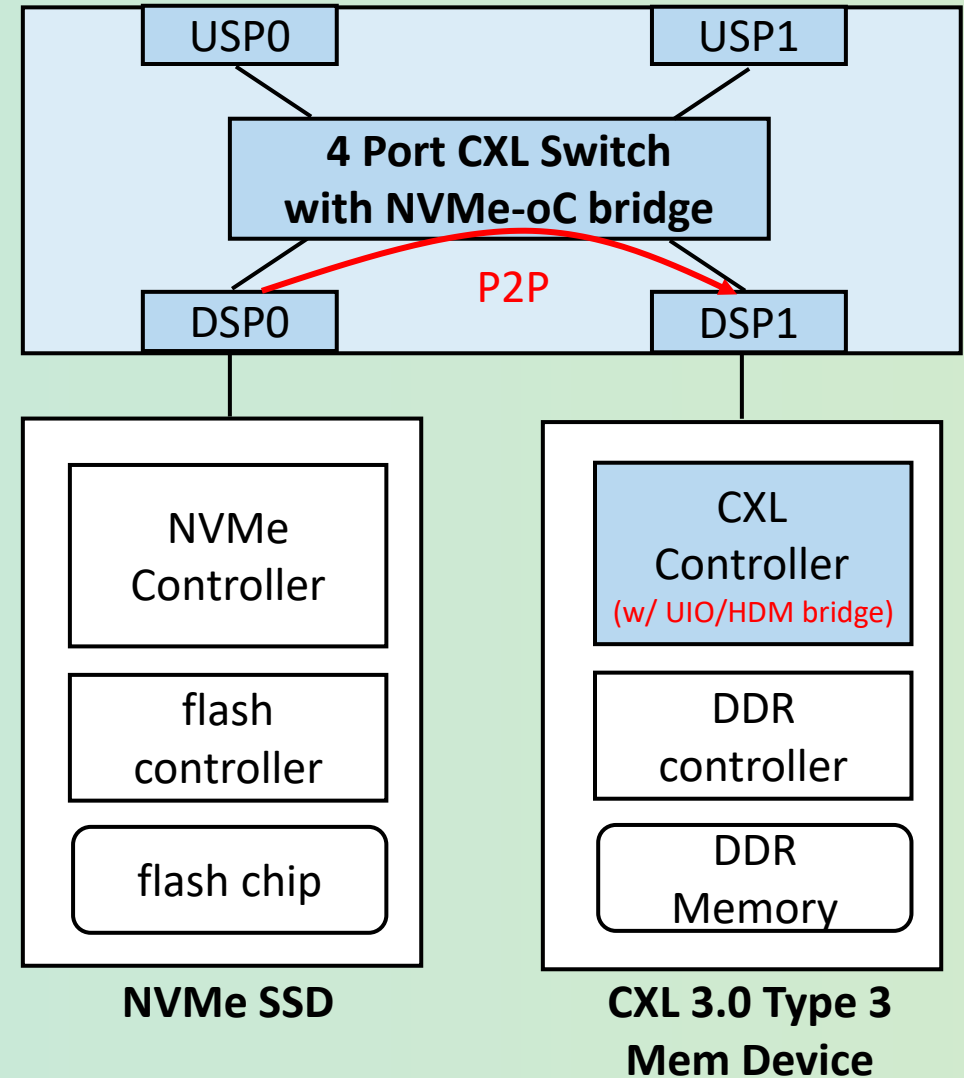 USP0
USP1
4 Port CXL Switch
with NVMe-oC bridge
P2P
DSP0
DSP1
NVMe
Controller
flash
controller
flash chip
NVMe SSD
CXL
Controller
(w/ UIO/HDM bridge)
DDR
controller
DDR
Memory
CXL 3.0 Type 3
Mem Device